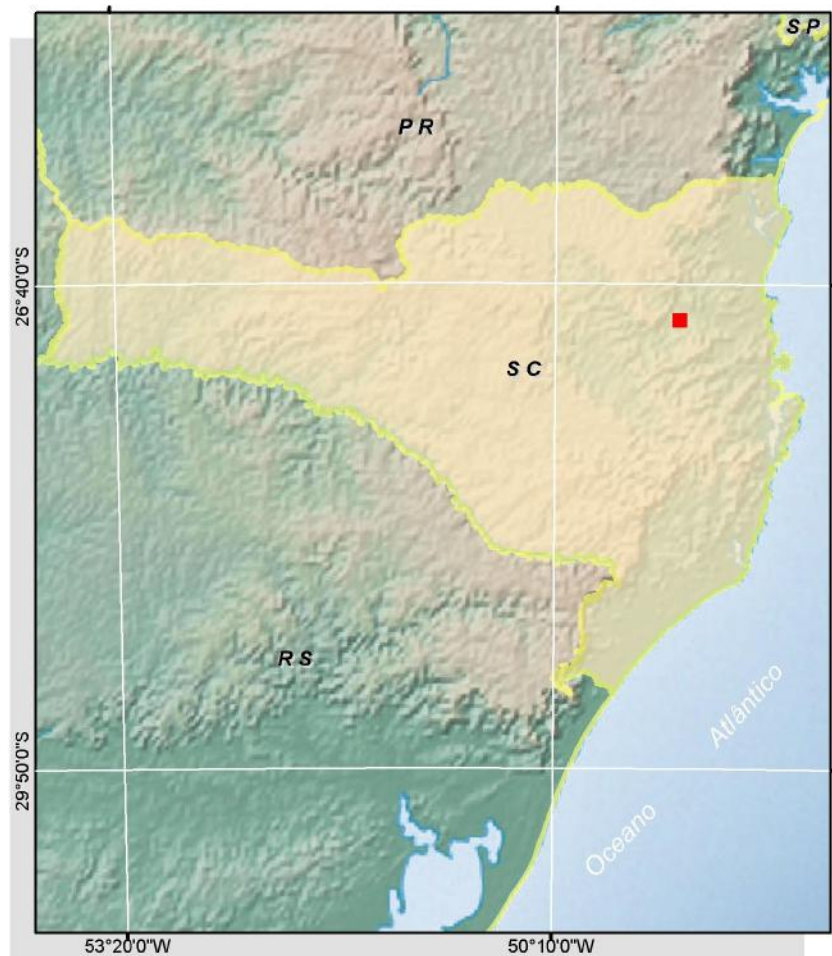 S P
P R
26°40'0"S
S C
R S
Atlântico
29°50'0"S
Oceano
53°20'0"W
50°10'0"W